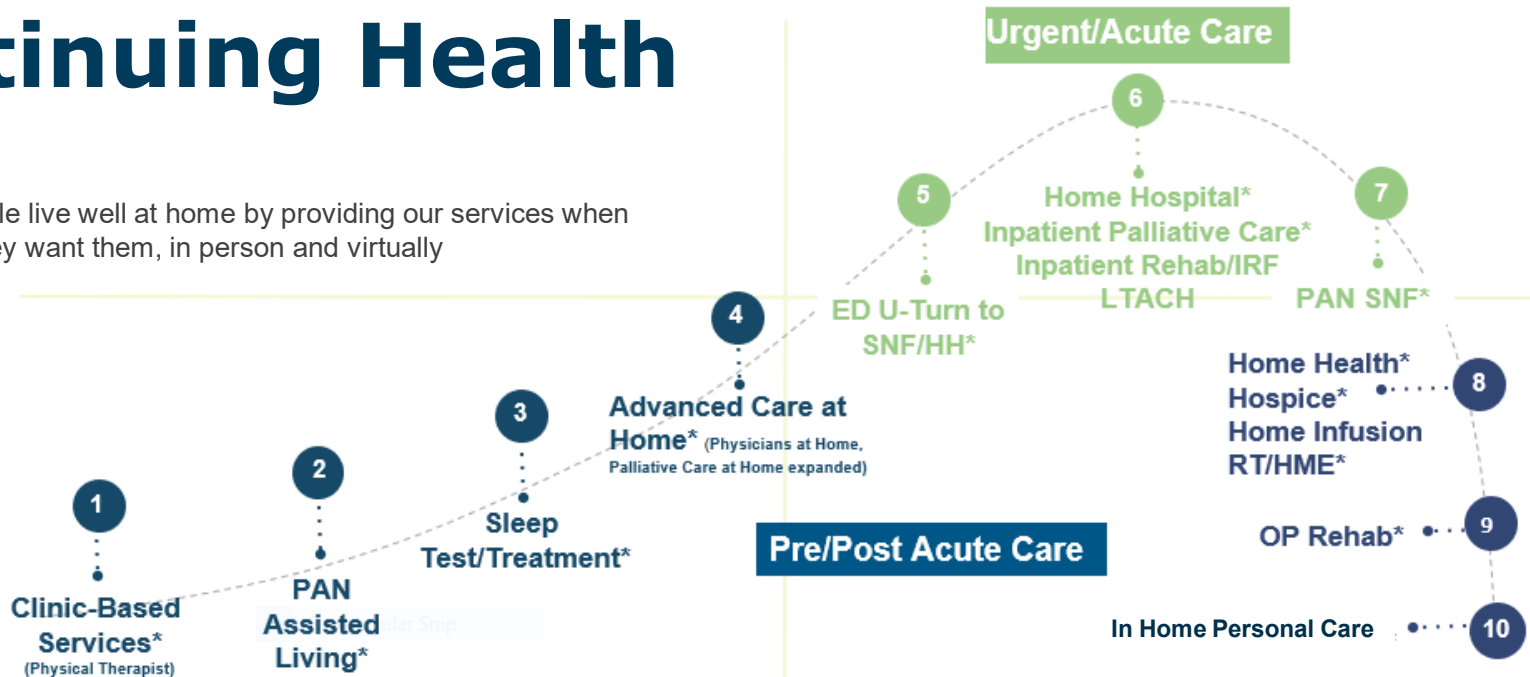 tinuing Health
le live well at home by providing our services when
ey want them, in person and virtually
Urgent/Acute Care
1
Clinic-Based
Services*
(Physical Therapist)
2
PAN
Assisted
Living*
3
Sleep
Test/Treatment*
4
Advanced Care at
Home* (Physicians at Home,
Palliative Care at Home expanded)
5
ED U-Turn to
SNF/HH*
6
Home Hospital*
Inpatient Palliative Care*
Inpatient Rehab/IRF
LTACH
7
PAN SNF*
8
Home Health*
Hospice*
Home Infusion
RT/HME*
Pre/Post Acute Care
9
OP Rehab*
10
In Home Personal Care